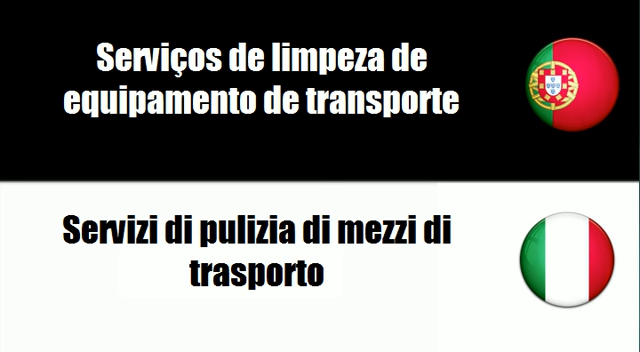 Serviços de limpeza de
equipamento de transporte
Servizi di pulizia di mezzi di
trasporto